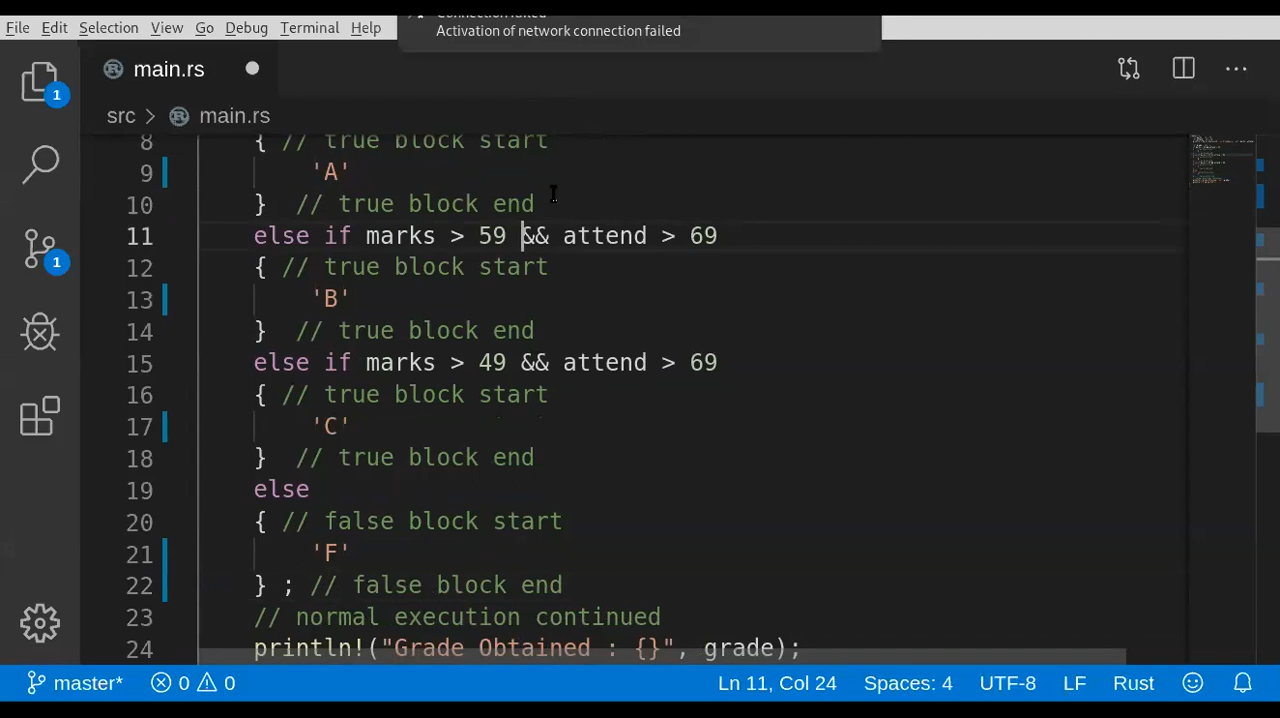 Connection failed
File Edit Selection View Go Debug Terminal Help
Activation of network connection failed
main.rs
1
src > main.rs
8 { // true block start
9 'A'
10 } // true block end
11 else if marks > 59 && attend > 69
12 { // true block start
13 'B'
14 } // true block end
15 else if marks > 49 && attend > 69
16 { // true block start
17 'C'
18 } // true block end
19 else
20 { // false block start
21 'F'
22 } ; // false block end
23 // normal execution continued
24 println!("Grade Obtained : {}", grade);
1
master* 0 0 Ln 11, Col 24 Spaces: 4 UTF-8 LF Rust